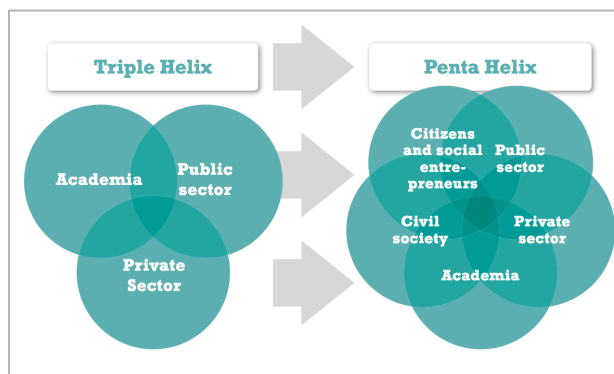 Triple Helix
Academia
Public
sector
Private
Sector
Penta Helix
Citizens
and social
entre-
preneurs
Public
sector
Civil
society
Private
sector
Academia